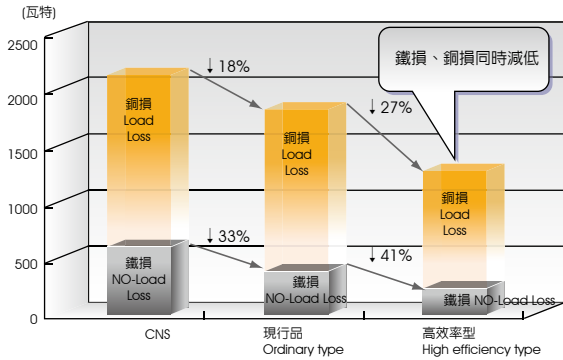 (瓦特)
2500
2000
1500
1000
500
0
↓18%
↓27%
↓33%
↓41%
鐵損、銅損同時減低
銅損
Load
Loss
銅損
Load
Loss
銅損
Load
Loss
鐵損
NO-Load
Loss
鐵損
NO-Load Loss
鐵損 NO-Load Loss
CNS
現行品
Ordinary type
高效率型
High efficiency type